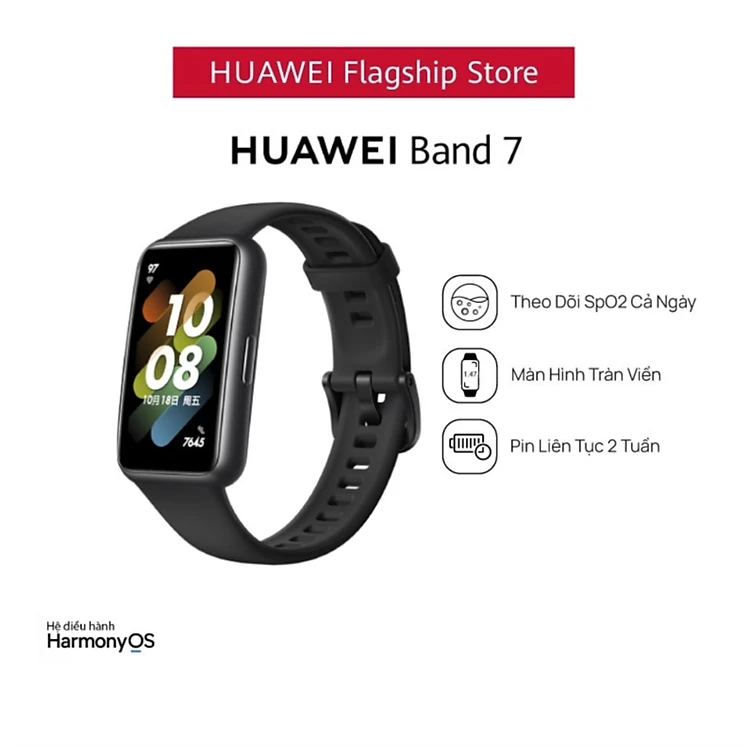 HUAWEI Flagship Store
HUAWEI Band 7
97
10
08
10月18日 周五
7645
Theo Dõi SpO2 Cả Ngày
1.47
Màn Hình Tràn Viền
Pin Liên Tục 2 Tuần
Hệ điều hành
HarmonyOS